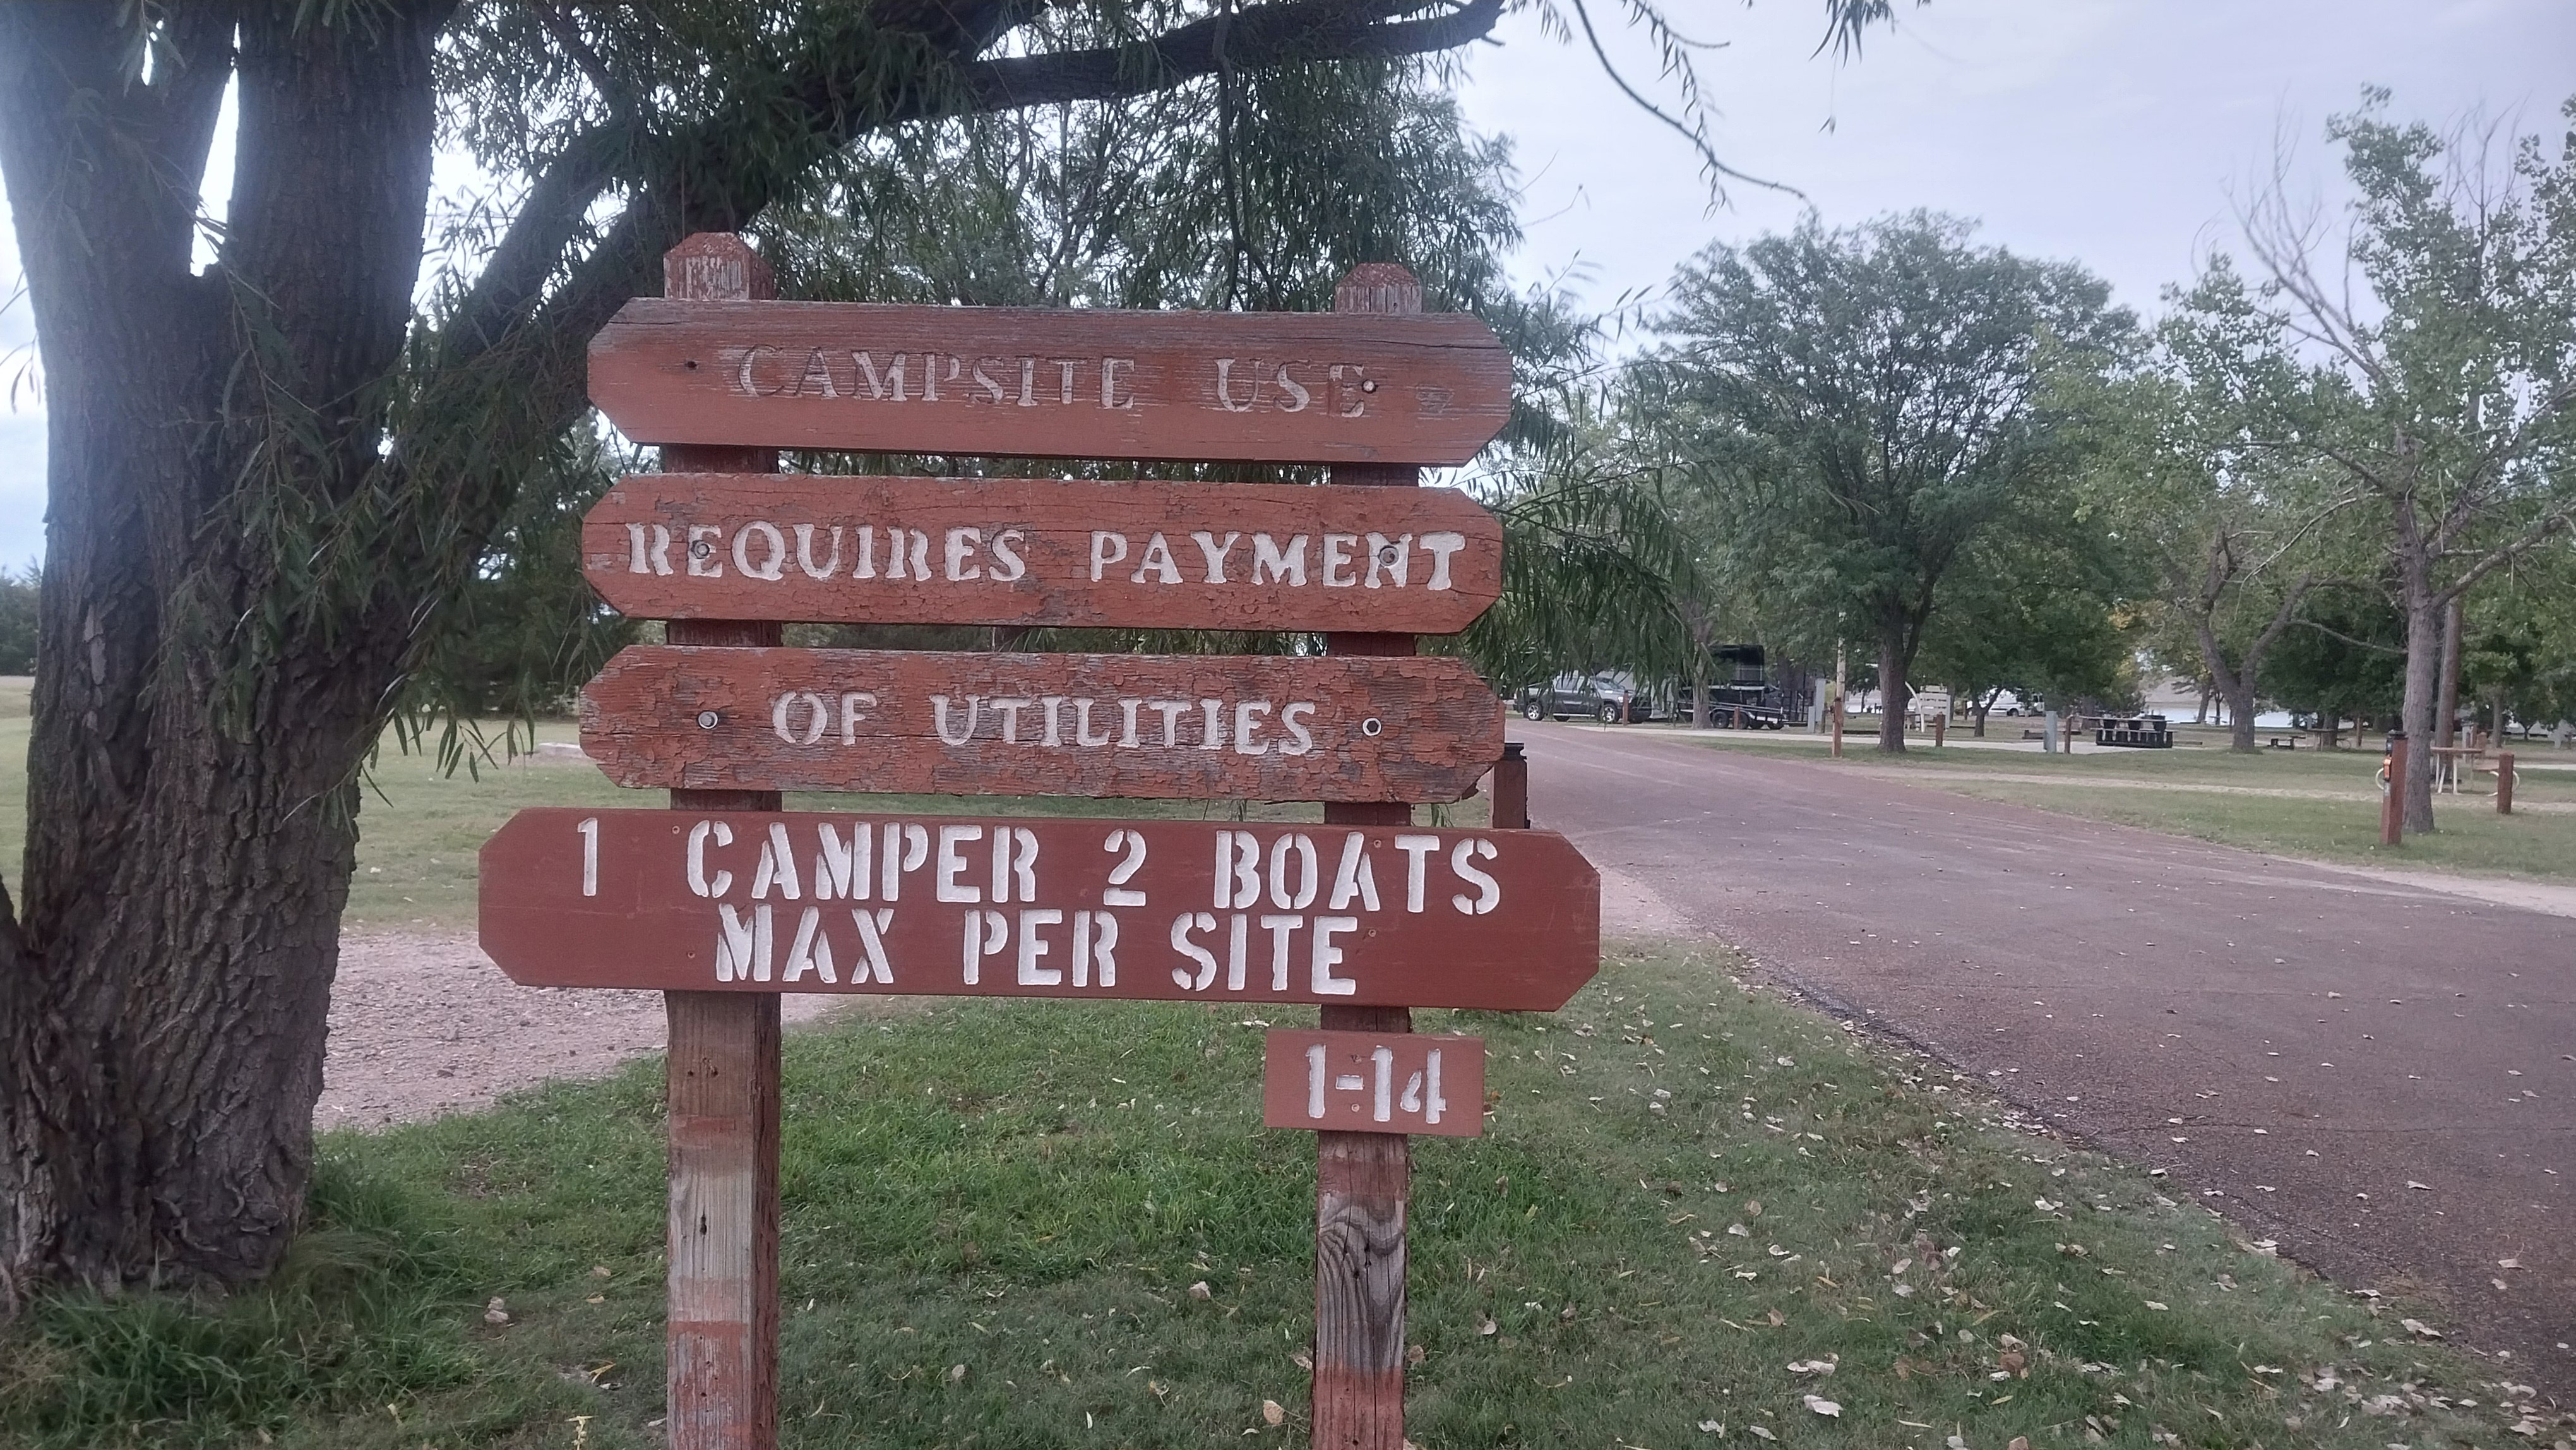 CAMPSITE USE
REQUIRES PAYMENT
OF UTILITIES
1 CAMPER 2 BOATS
MAX PER SITE
1-14